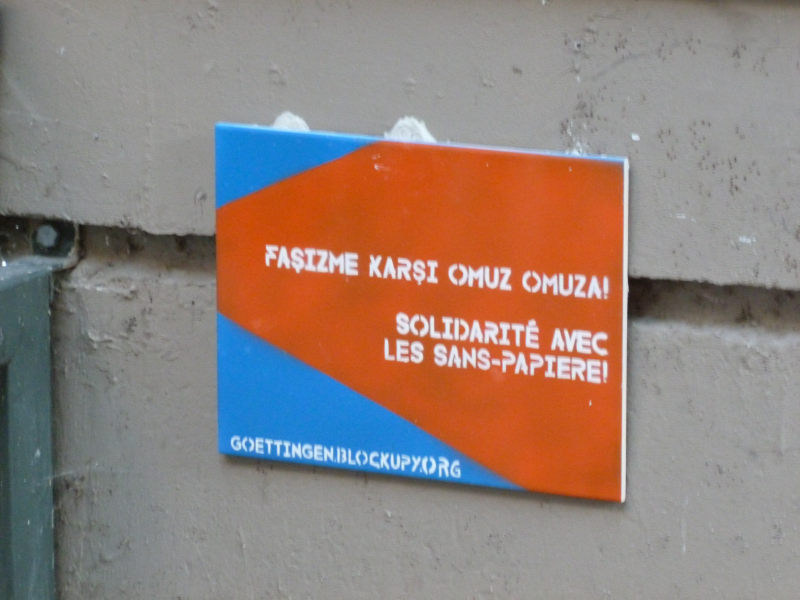 FAŞIZME KARŞI OMUZ OMUZA!
SOLIDARITÉ AVEC
LES SANS-PAPIERE!
GOETTINGEN.BLOCKUPY.ORG